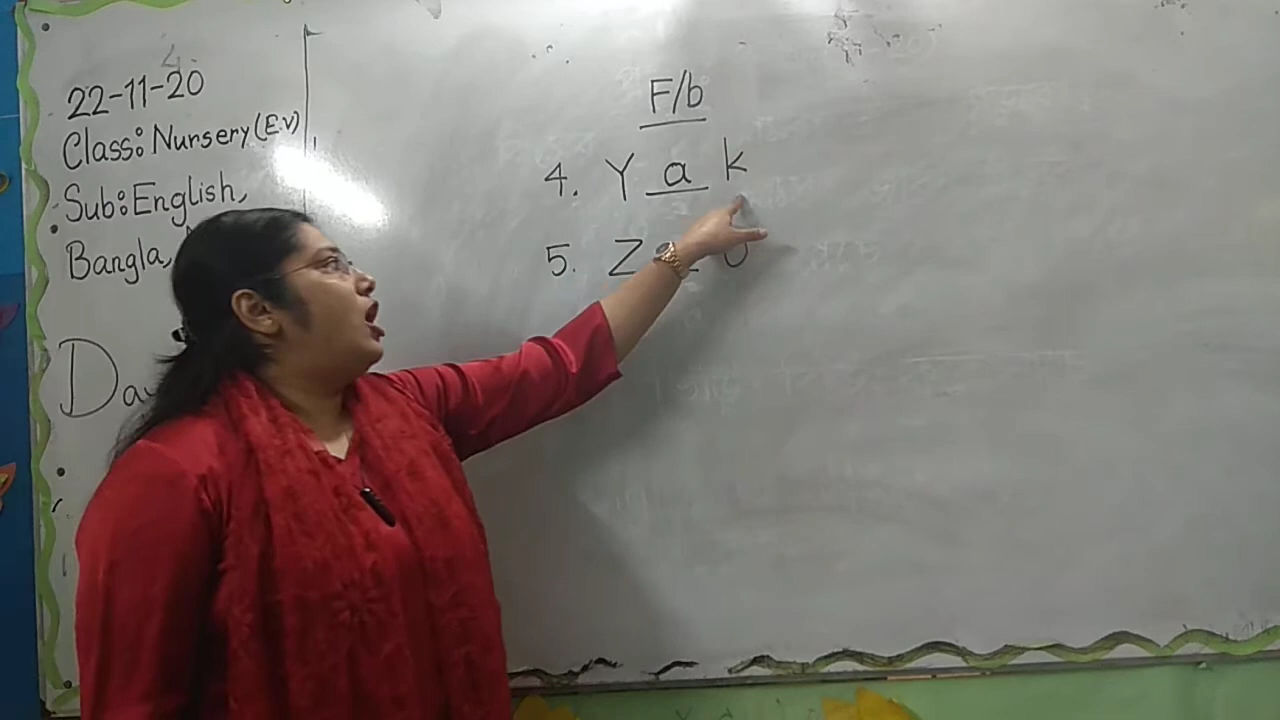 22-11-20
Class: Nursery (E.V)
Sub: English,
Bangla,
F/b
4. Y a k
5. Z